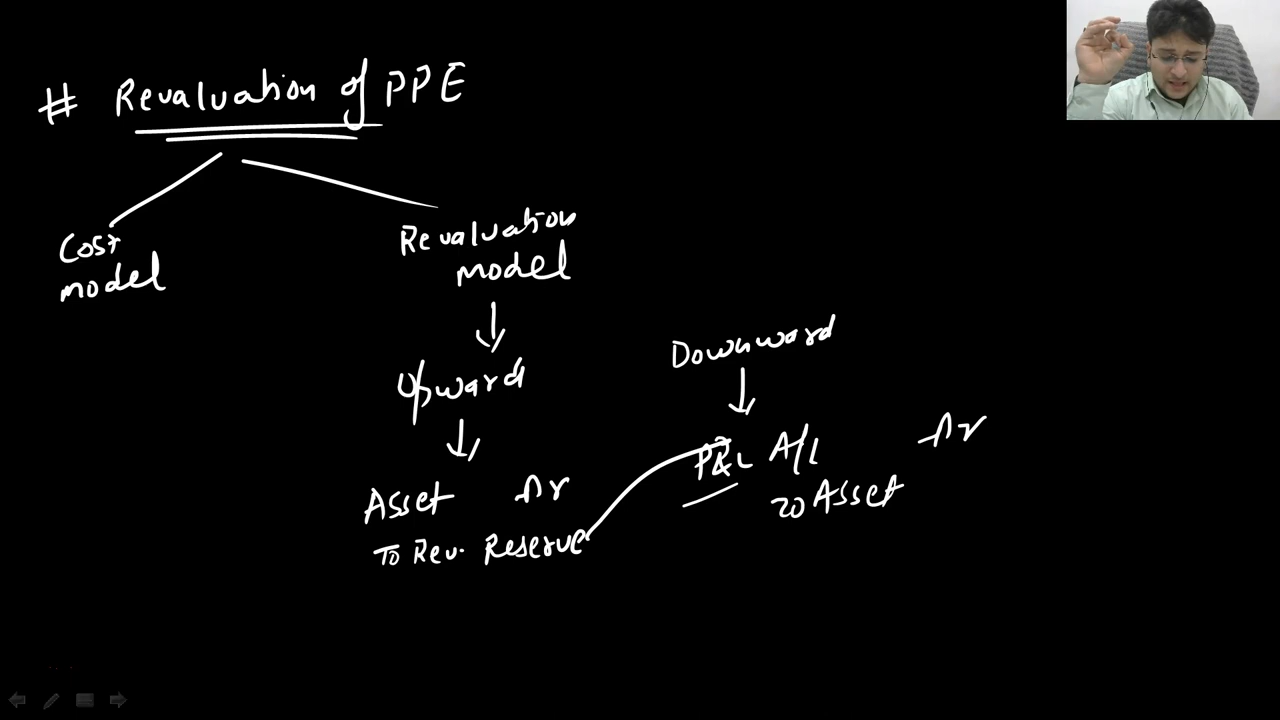 # Revaluation of PPE
Cost
model
Revaluation
model
Upward
Asset Dr
To Rev. Reserve
Downward
P&L A/c Dr
To Asset